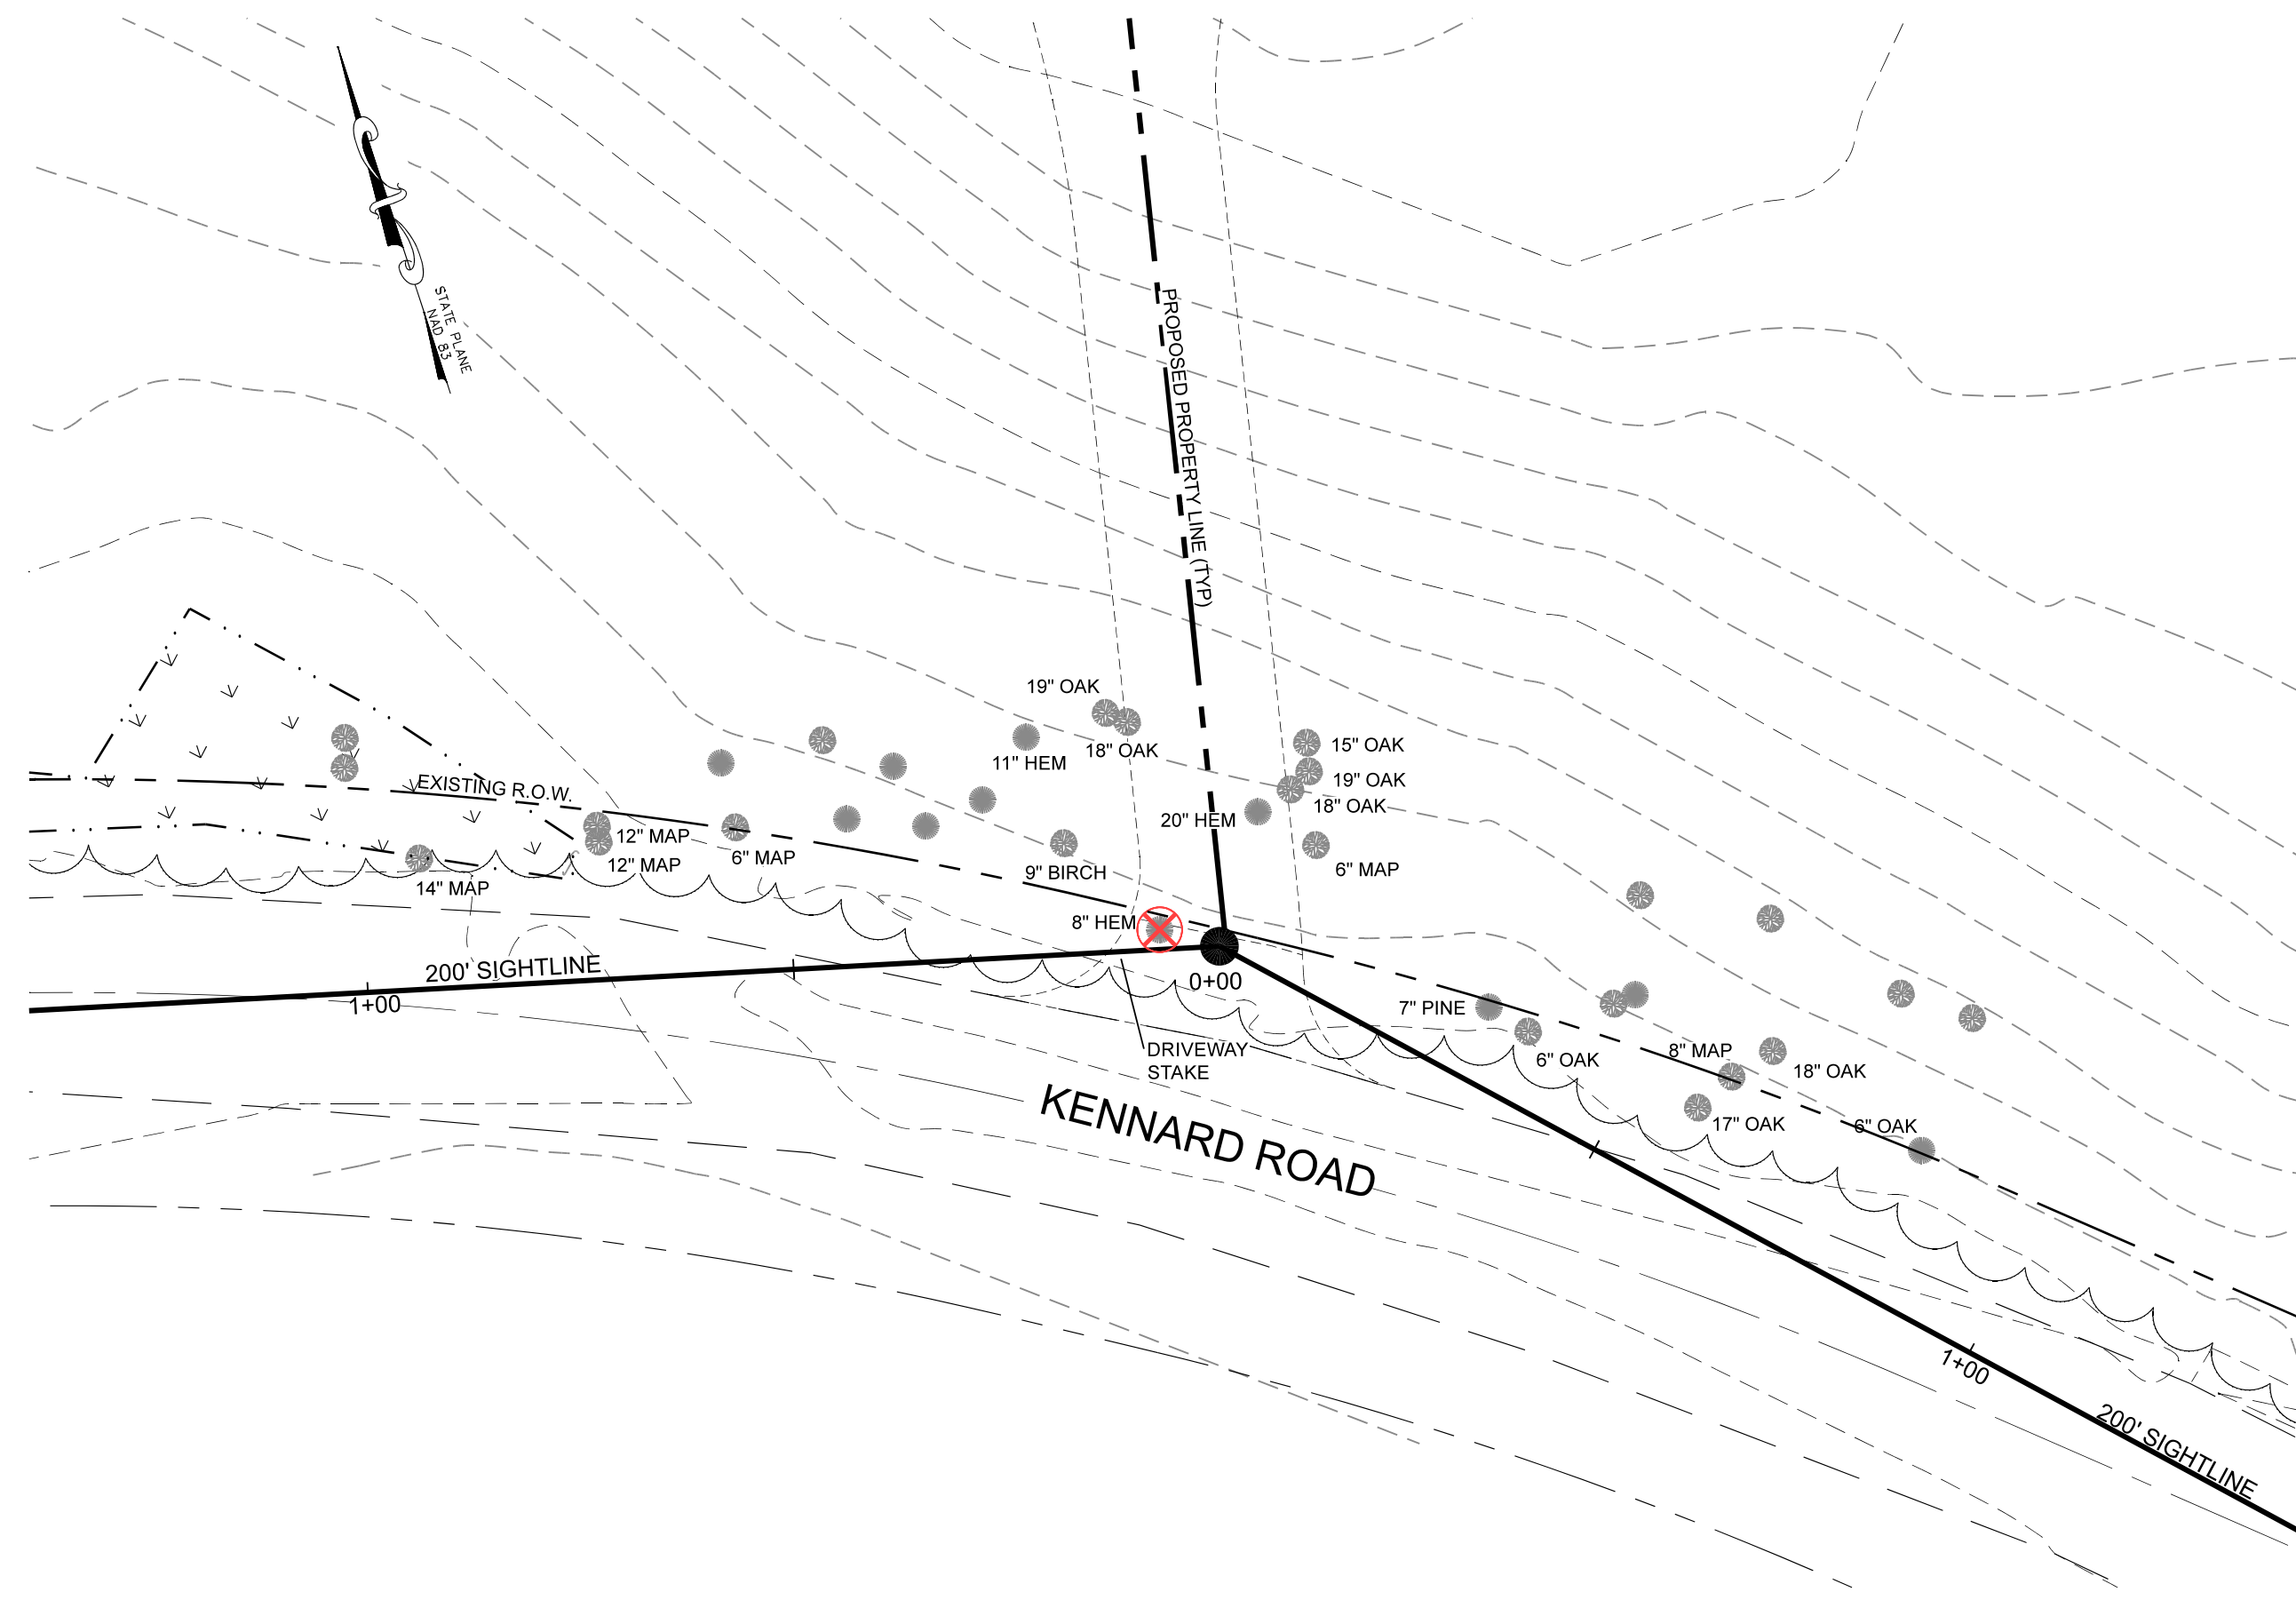 STATE PLANE
NAD 83
PROPOSED PROPERTY LINE (TYP)
19" OAK
18" OAK
11" HEM
15" OAK
19" OAK
18" OAK
20" HEM
6" MAP
EXISTING R.O.W.
12" MAP
12" MAP
6" MAP
14" MAP
9" BIRCH
8" HEM
200' SIGHTLINE
1+00
0+00
7" PINE
6" OAK
8" MAP
18" OAK
17" OAK
6" OAK
DRIVEWAY
STAKE
KENNARD ROAD
1+00
200' SIGHTLINE